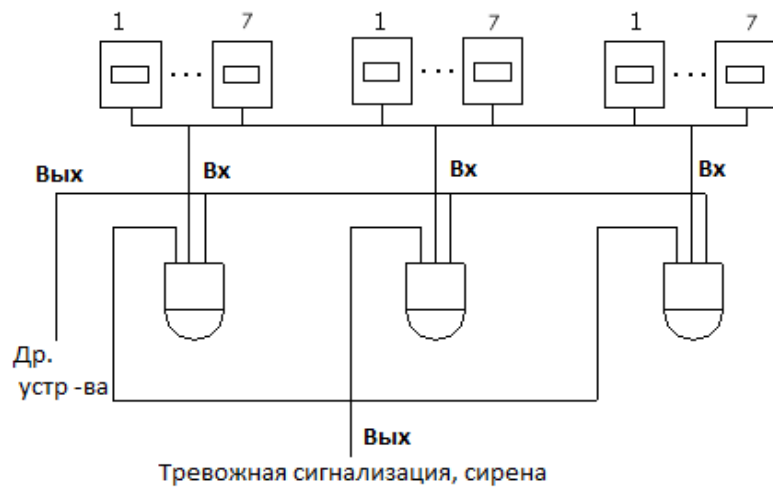 1 7 1 7 1 7
Вых Вх Вх Вх
Др.
устр -ва
Вых
Тревожная сигнализация, сирена